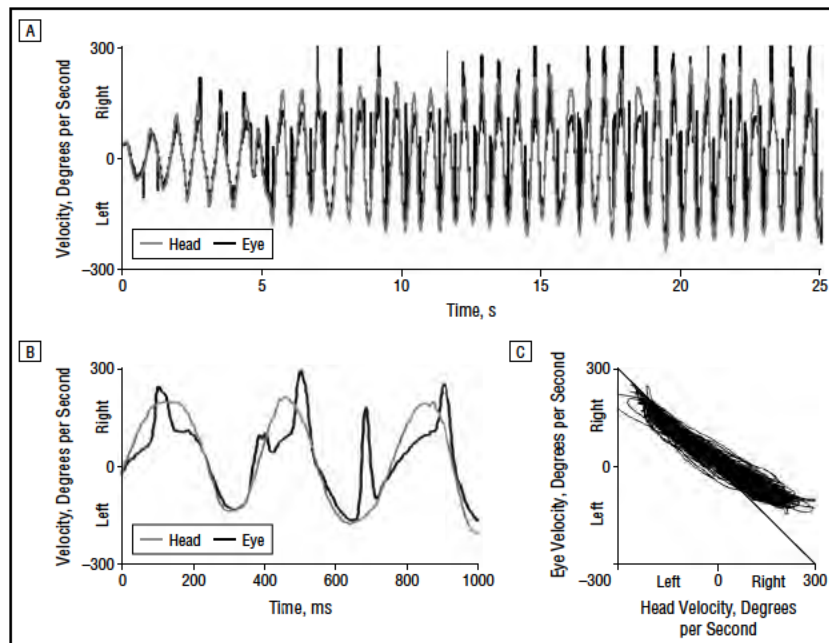 A
300
Right
0
Left
–300
Velocity, Degrees per Second
Head
Eye
0
5
10
15
20
25
Time, s
B
300
Right
0
Left
–300
Velocity, Degrees per Second
Head
Eye
0
200
400
600
800
1000
Time, ms
C
300
Right
0
Left
–300
Eye Velocity, Degrees per Second
Left
0
Right
300
Head Velocity, Degrees
per Second